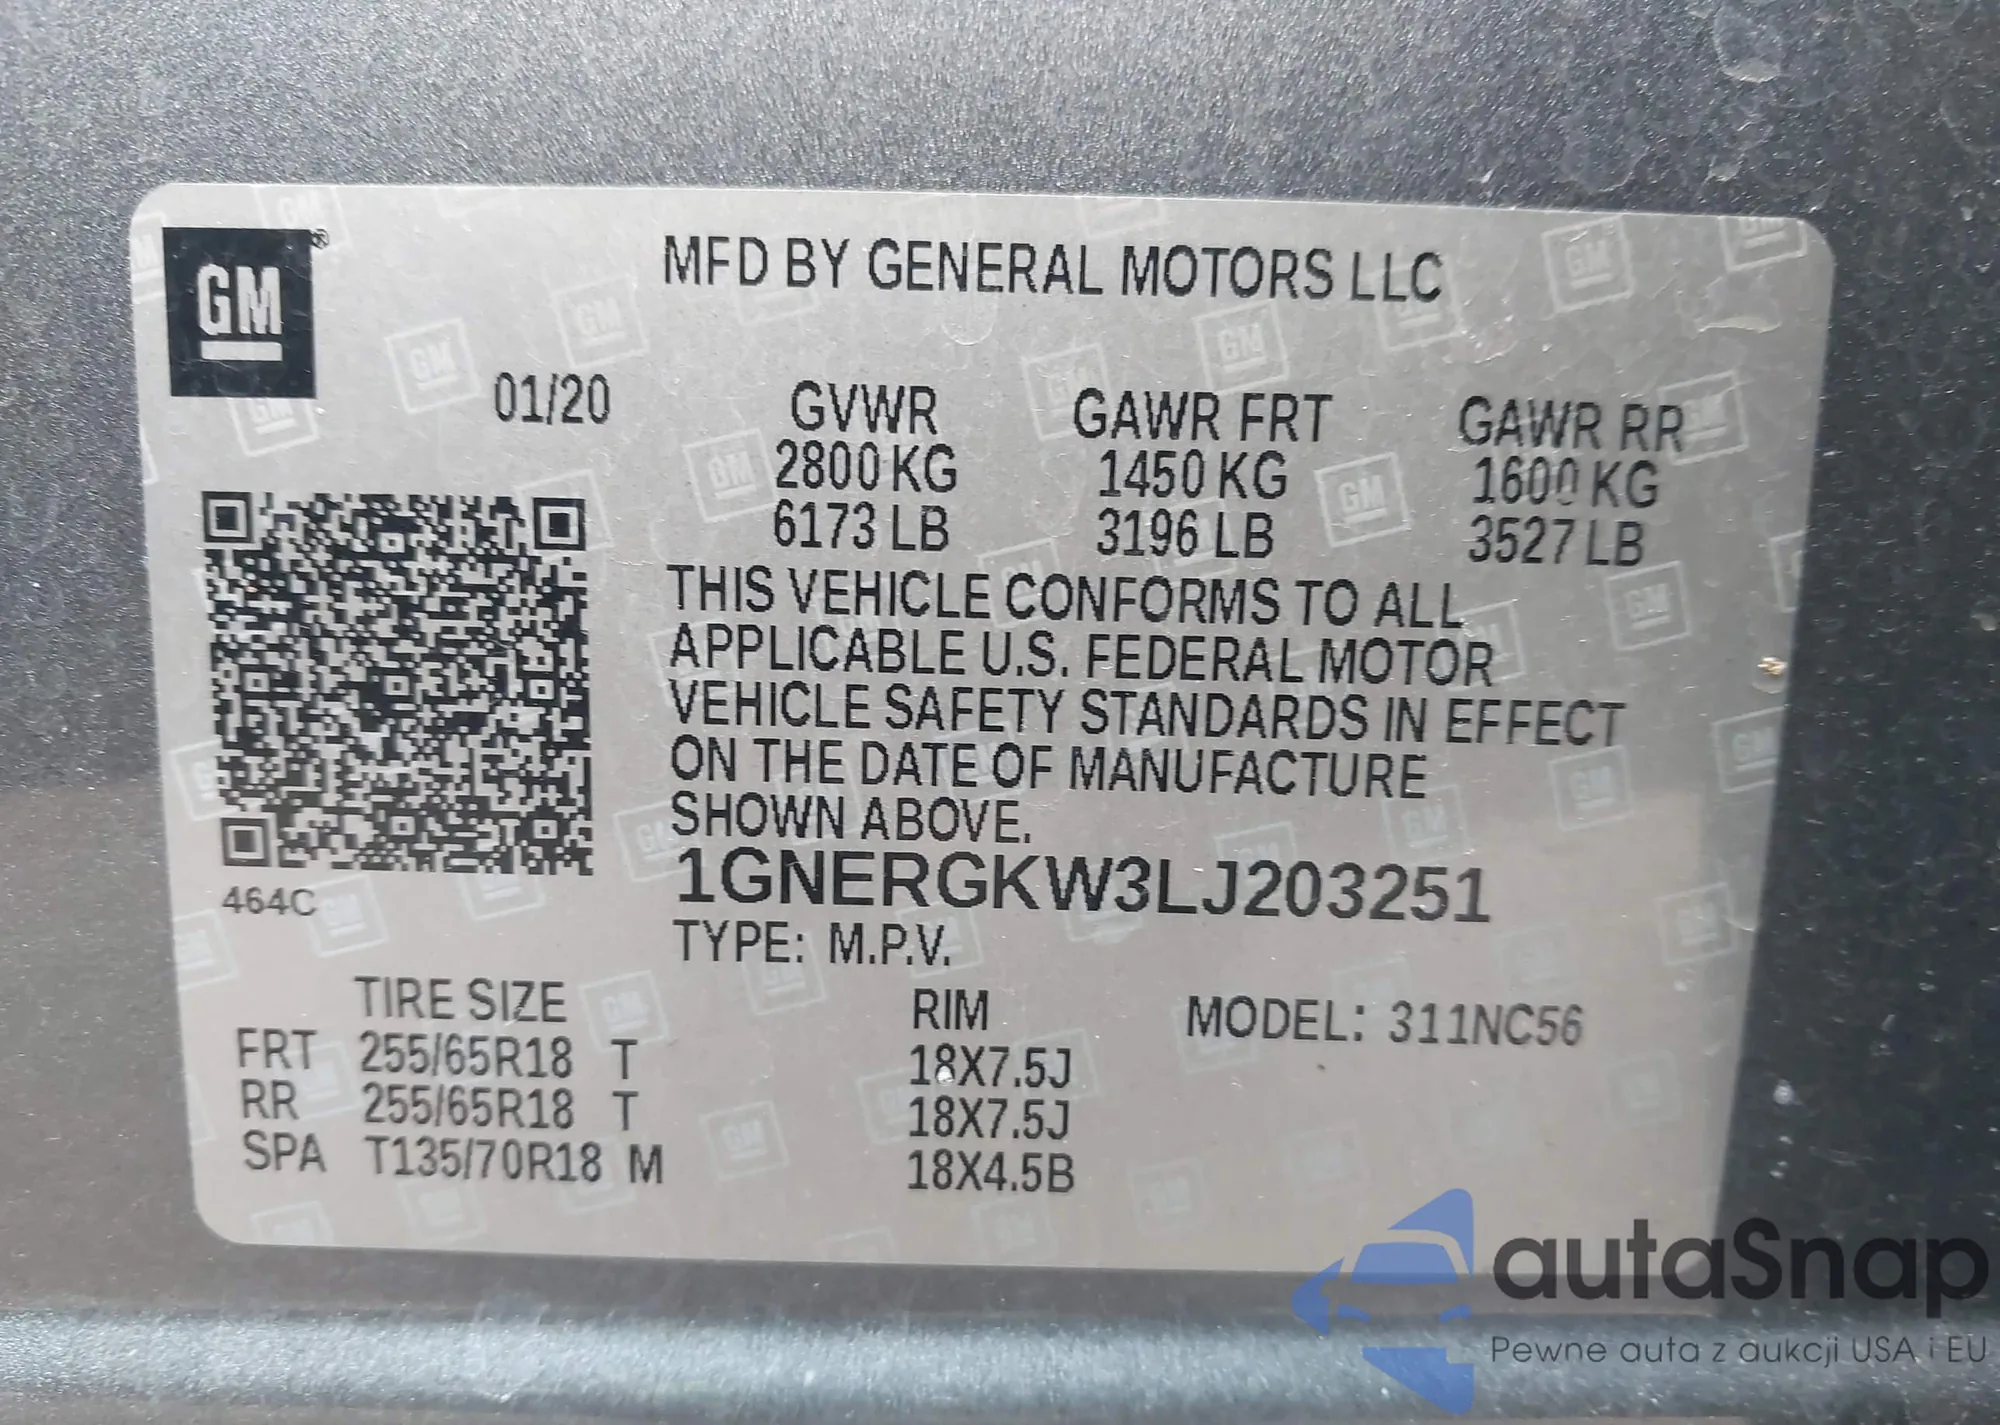 GM®
MFD BY GENERAL MOTORS LLC
01/20
GVWR GAWR FRT GAWR RR
2800 KG 1450 KG 1600 KG
6173 LB 3196 LB 3527 LB
THIS VEHICLE CONFORMS TO ALL
APPLICABLE U.S. FEDERAL MOTOR
VEHICLE SAFETY STANDARDS IN EFFECT
ON THE DATE OF MANUFACTURE
SHOWN ABOVE.
1GNERGKW3LJ203251
464C
TYPE: M.P.V.
TIRE SIZE RIM MODEL: 311NC56
FRT 255/65R18 T 18X7.5J
RR 255/65R18 T 18X7.5J
SPA T135/70R18 M 18X4.5B
autaSnap
Pewne auta z aukcji USA i EU